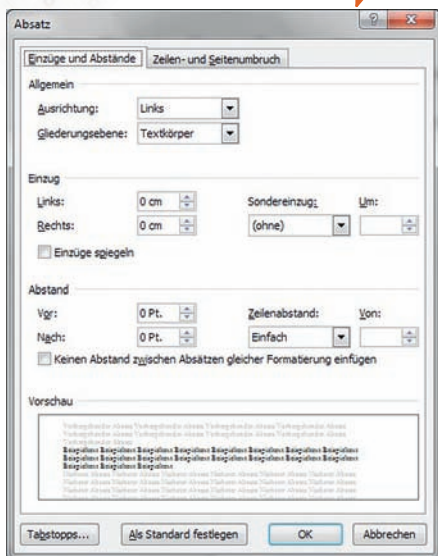 Absatz
Einzüge und Abstände Zeilen- und Seitenumbruch
Allgemein
Ausrichtung: Links
Gliederungsebene: Textkörper
Einzug
Links: 0 cm Sondereinzug: Um:
Rechts: 0 cm (ohne)
Einzüge spiegeln
Abstand
Vor: 0 Pt. Zeilenabstand: Von:
Nach: 0 Pt. Einfach
Keinen Abstand zwischen Absätzen gleicher Formatierung einfügen
Vorschau
Tabstopps... Als Standard festlegen OK Abbrechen